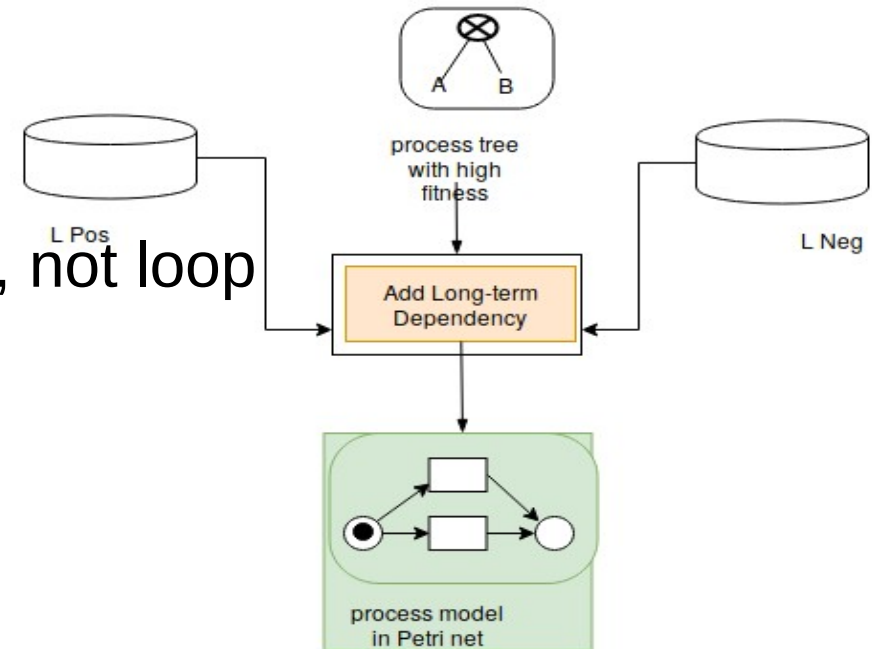 A B
process tree
with high
fitness
L Pos
L Neg
, not loop
Add Long-term
Dependency
process model
in Petri net